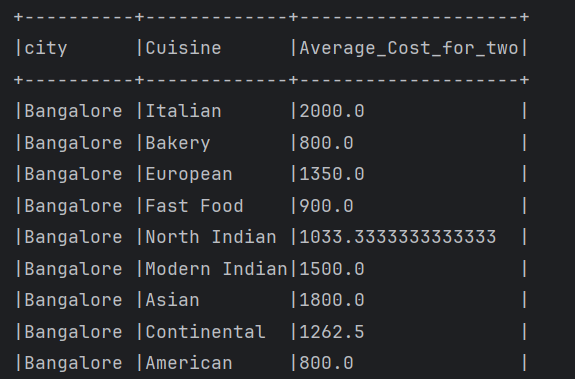 +----------+-------------+--------------------+
|city      |Cuisine      |Average_Cost_for_two|
+----------+-------------+--------------------+
|Bangalore |Italian      |2000.0              |
|Bangalore |Bakery       |800.0               |
|Bangalore |European     |1350.0              |
|Bangalore |Fast Food    |900.0               |
|Bangalore |North Indian |1033.3333333333333  |
|Bangalore |Modern Indian|1500.0              |
|Bangalore |Asian        |1800.0              |
|Bangalore |Continental  |1262.5              |
|Bangalore |American     |800.0               |